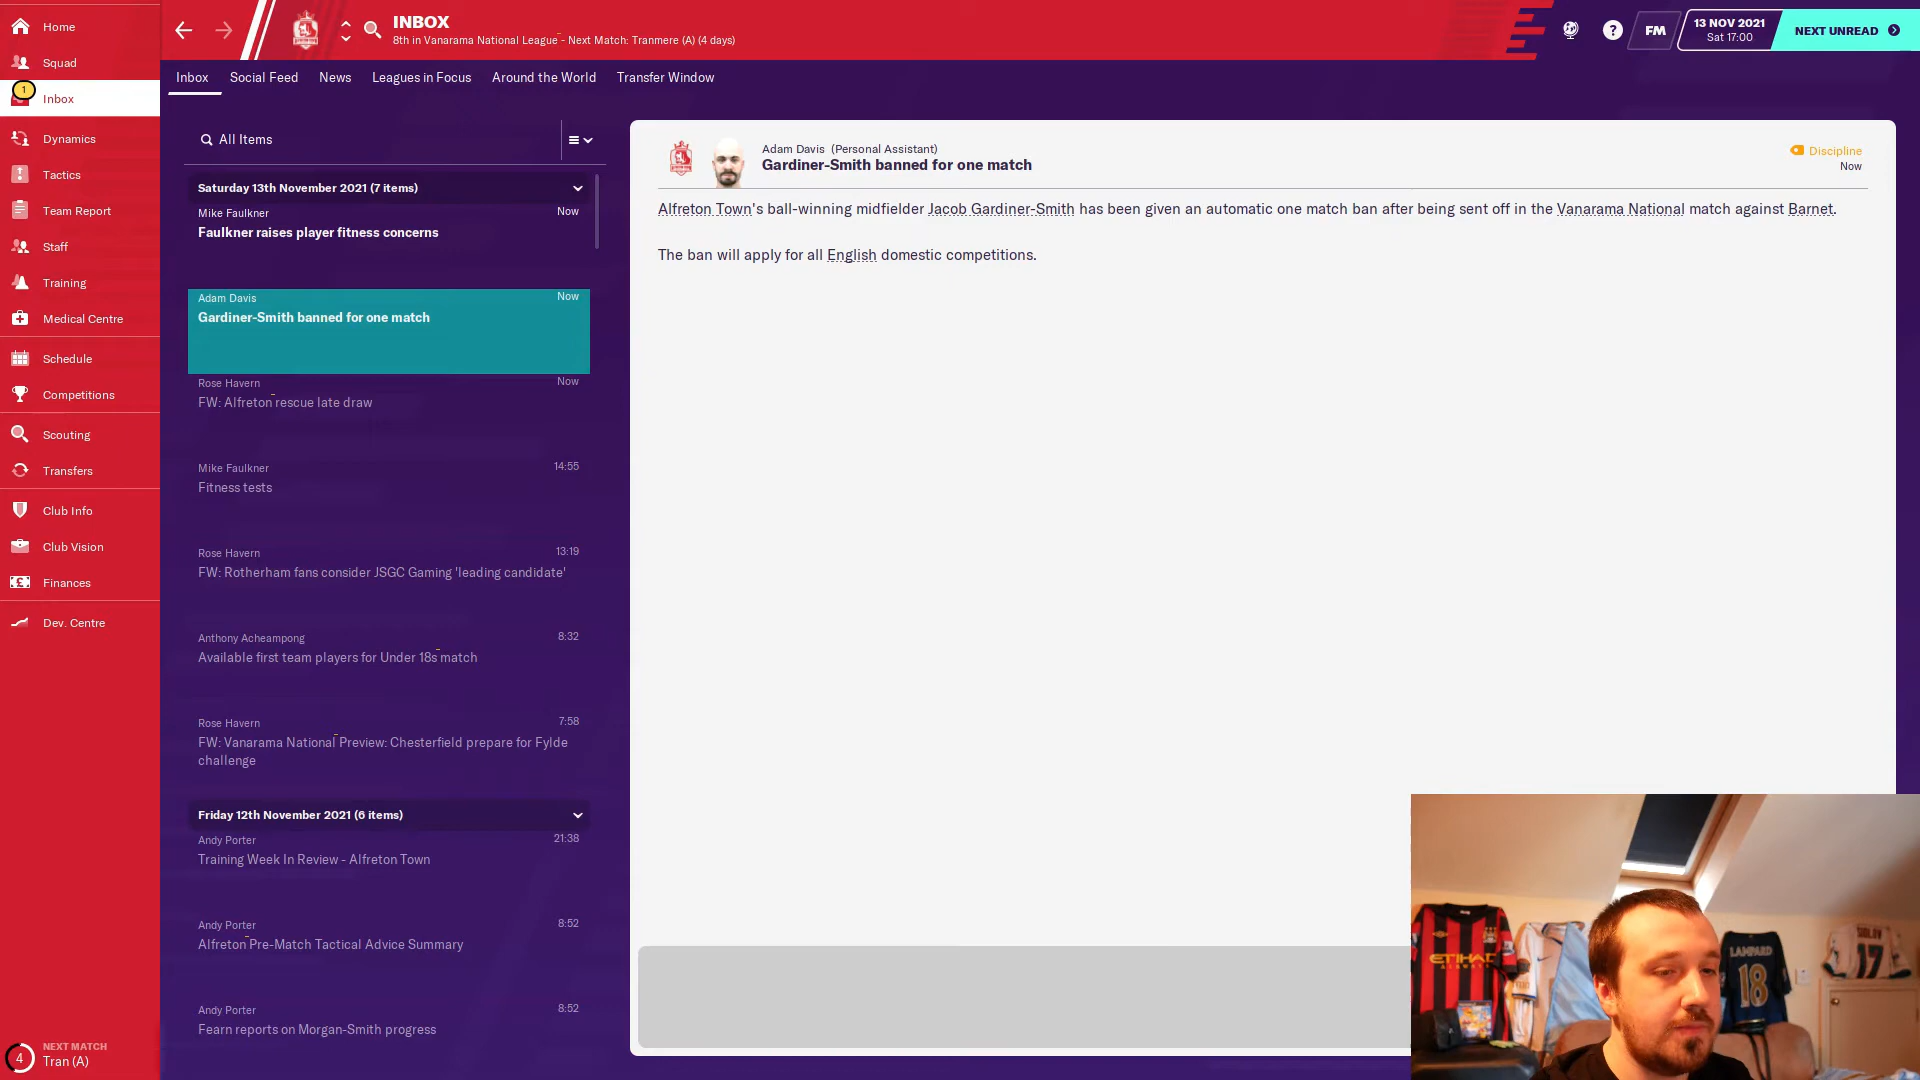 Home
Squad
1
Inbox
Dynamics
Tactics
Team Report
Staff
Training
Medical Centre
Schedule
Competitions
Scouting
Transfers
Club Info
Club Vision
Finances
Dev. Centre
4
NEXT MATCH
Tran (A)
INBOX
8th in Vanarama National League - Next Match: Tranmere (A) (4 days)
?
FM
13 NOV 2021
Sat 17:00
NEXT UNREAD
Inbox
Social Feed
News
Leagues in Focus
Around the World
Transfer Window
All Items
Saturday 13th November 2021 (7 items)
Mike Faulkner
Now
Faulkner raises player fitness concerns
Adam Davis
Now
Gardiner-Smith banned for one match
Rose Havern
Now
FW: Alfreton rescue late draw
Mike Faulkner
14:55
Fitness tests
Rose Havern
13:19
FW: Rotherham fans consider JSGC Gaming 'leading candidate'
Anthony Acheampong
8:32
Available first team players for Under 18s match
Rose Havern
7:58
FW: Vanarama National Preview: Chesterfield prepare for Fylde
challenge
Friday 12th November 2021 (6 items)
Andy Porter
21:38
Training Week In Review - Alfreton Town
Andy Porter
8:52
Alfreton Pre-Match Tactical Advice Summary
Andy Porter
8:52
Fearn reports on Morgan-Smith progress
Adam Davis (Personal Assistant)
Gardiner-Smith banned for one match
Discipline
Now
Alfreton Town's ball-winning midfielder Jacob Gardiner-Smith has been given an automatic one match ban after being sent off in the Vanarama National match against Barnet.
The ban will apply for all English domestic competitions.
ETIHAD
LAMPARD
18
17